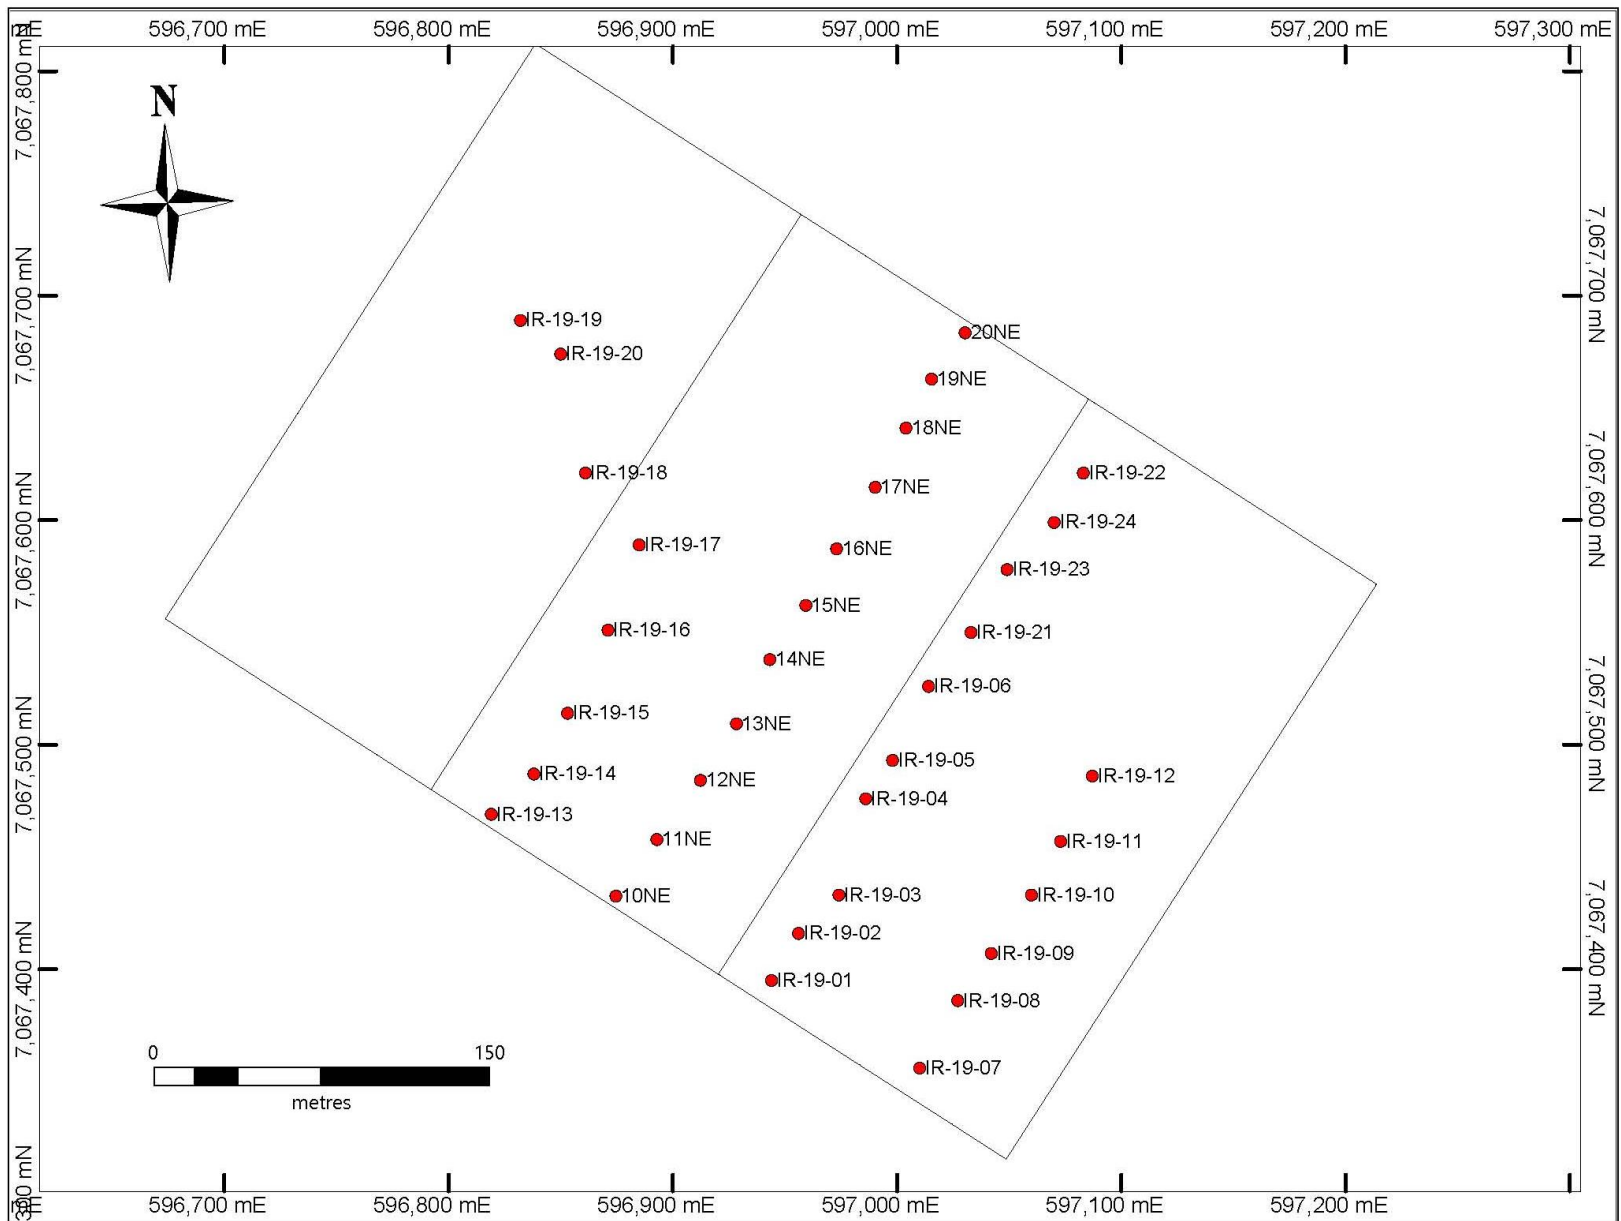 mE
596,700 mE
596,800 mE
596,900 mE
597,000 mE
597,100 mE
597,200 mE
597,300 mE
7,067,800 mN
N
7,067,700 mN
7,067,700 mN
IR-19-19
20NE
IR-19-20
19NE
18NE
IR-19-18
IR-19-22
17NE
7,067,600 mN
7,067,600 mN
IR-19-24
IR-19-17
16NE
IR-19-23
15NE
IR-19-16
IR-19-21
14NE
IR-19-06
IR-19-15
13NE
7,067,500 mN
7,067,500 mN
IR-19-05
IR-19-14
12NE
IR-19-12
IR-19-04
IR-19-13
11NE
IR-19-11
10NE
IR-19-03
IR-19-10
IR-19-02
IR-19-09
7,067,400 mN
7,067,400 mN
IR-19-01
IR-19-08
0
150
metres
IR-19-07
300 mN
mE
596,700 mE
596,800 mE
596,900 mE
597,000 mE
597,100 mE
597,200 mE